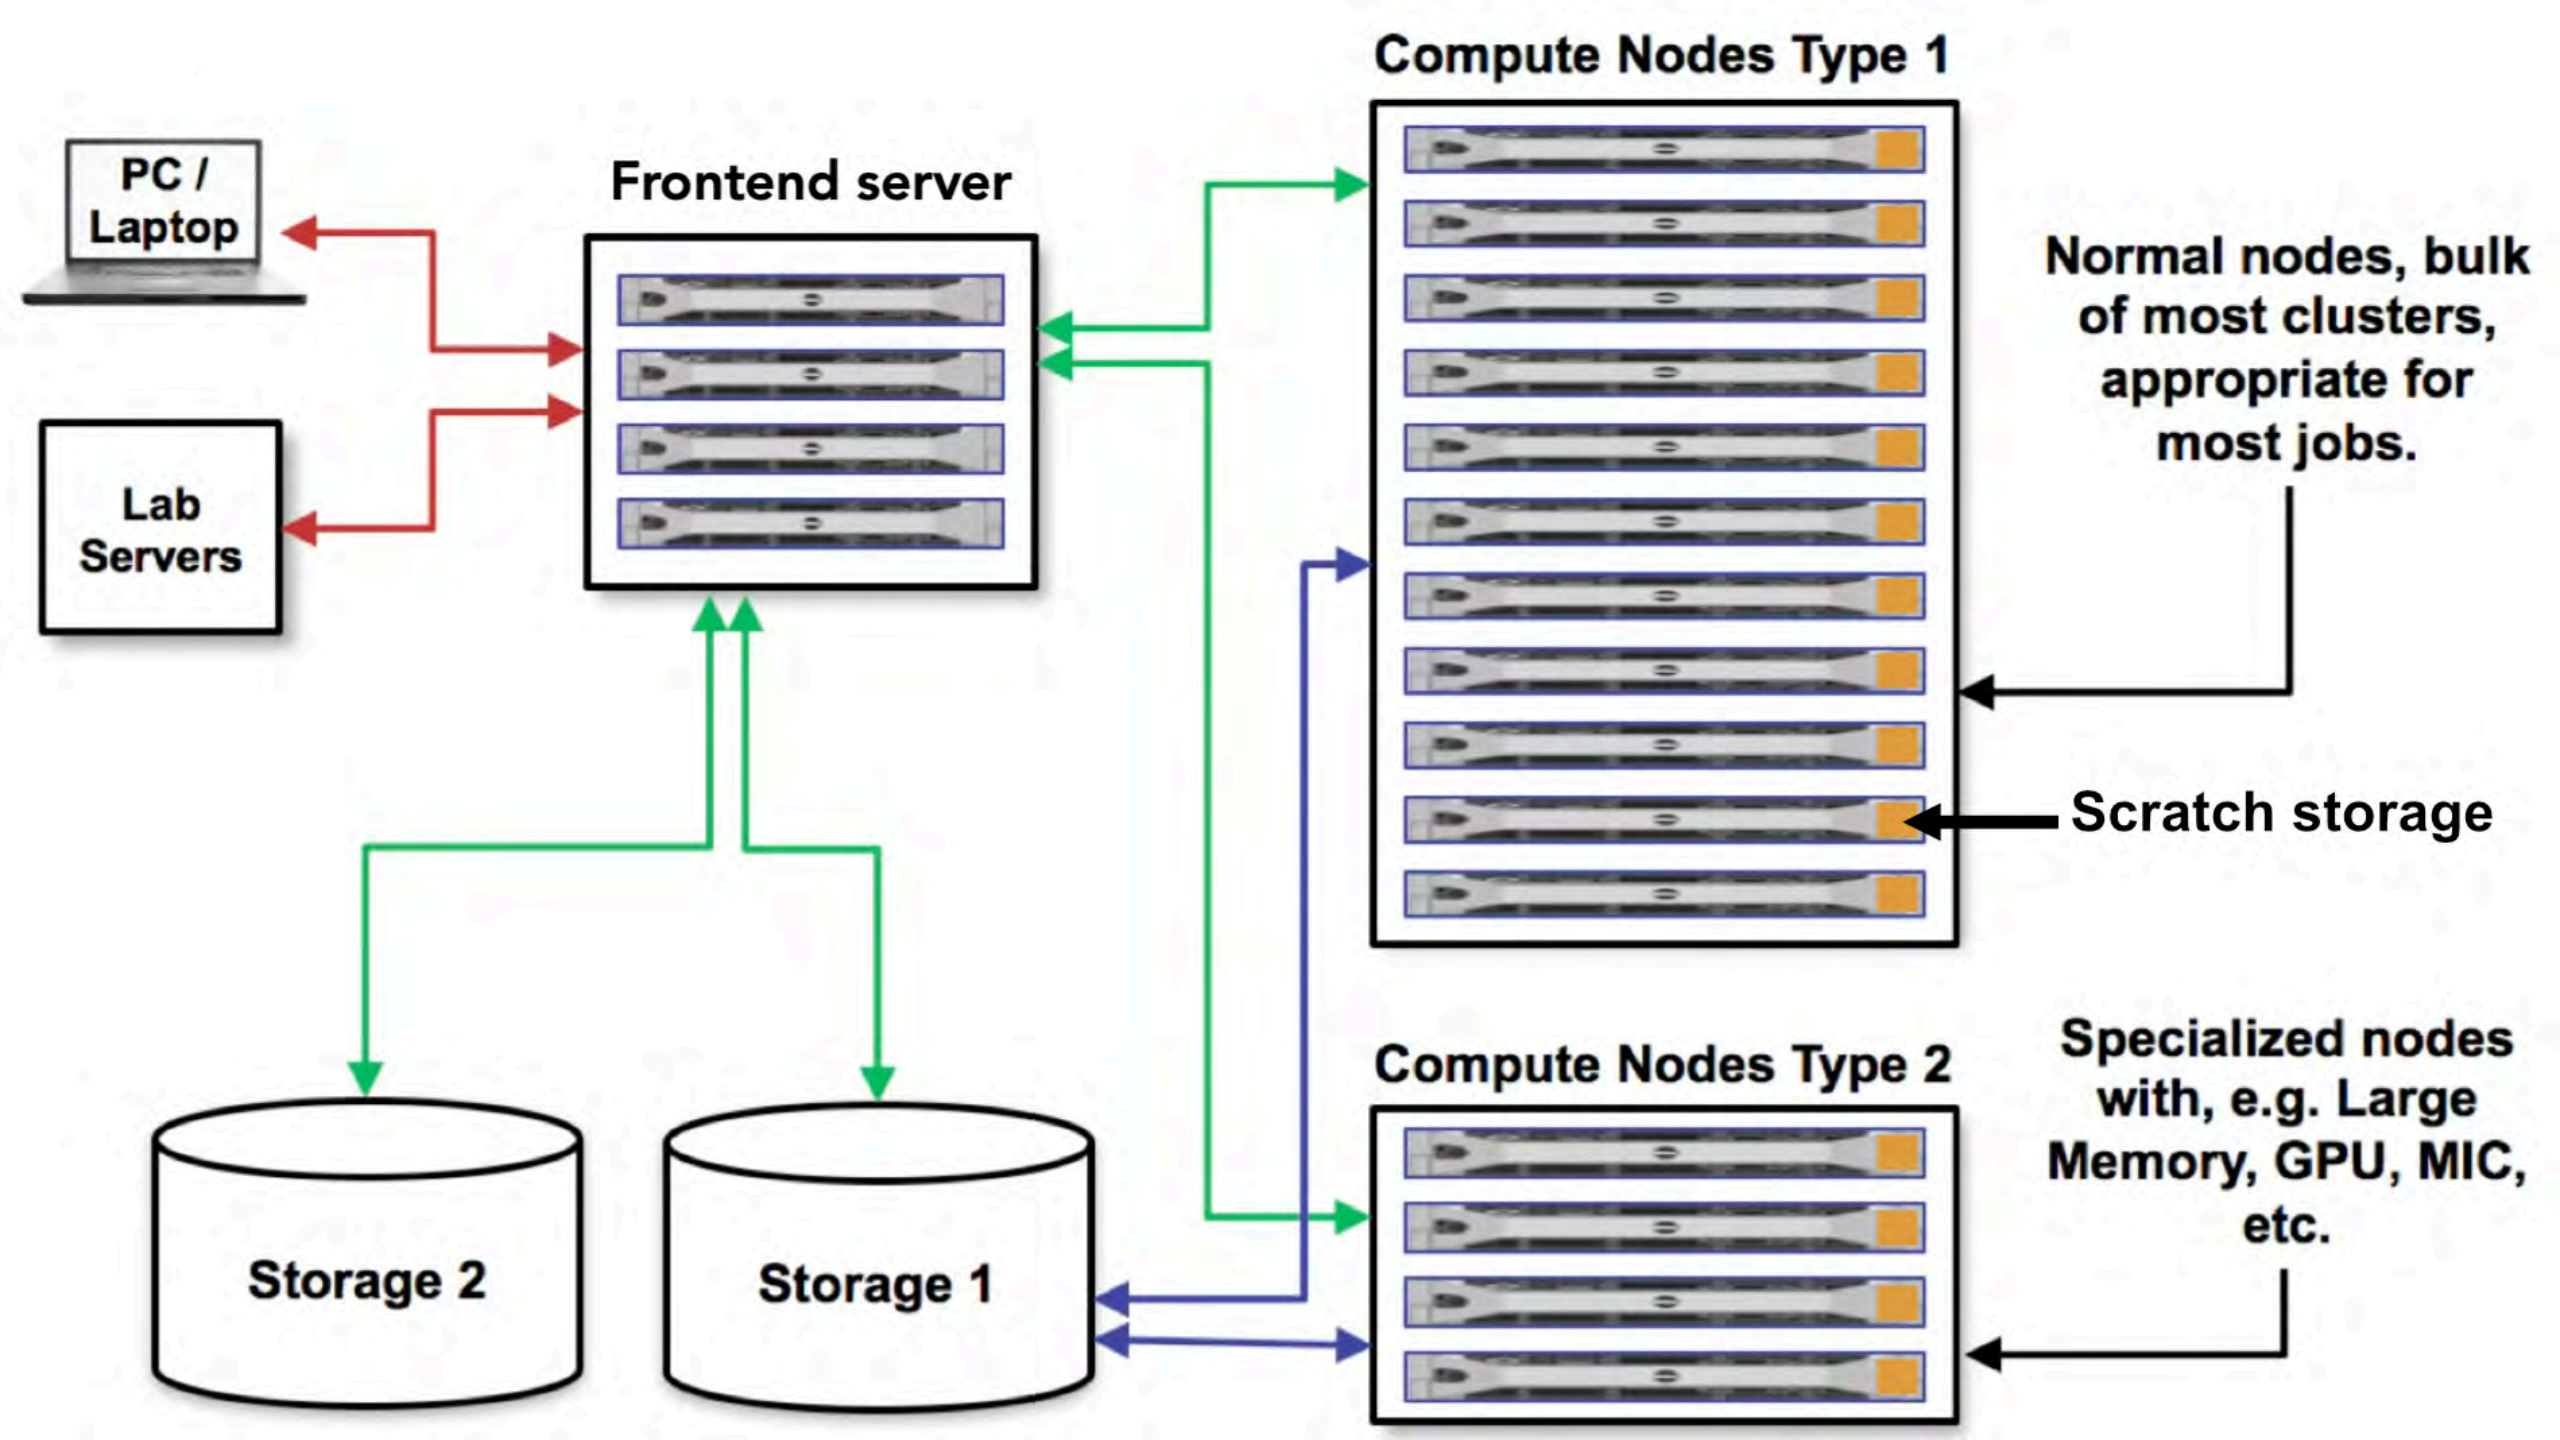 Compute Nodes Type 1
PC /
Laptop
Frontend server
Normal nodes, bulk
of most clusters,
appropriate for
most jobs.
Lab
Servers
Scratch storage
Compute Nodes Type 2
Specialized nodes
with, e.g. Large
Memory, GPU, MIC,
etc.
Storage 2
Storage 1